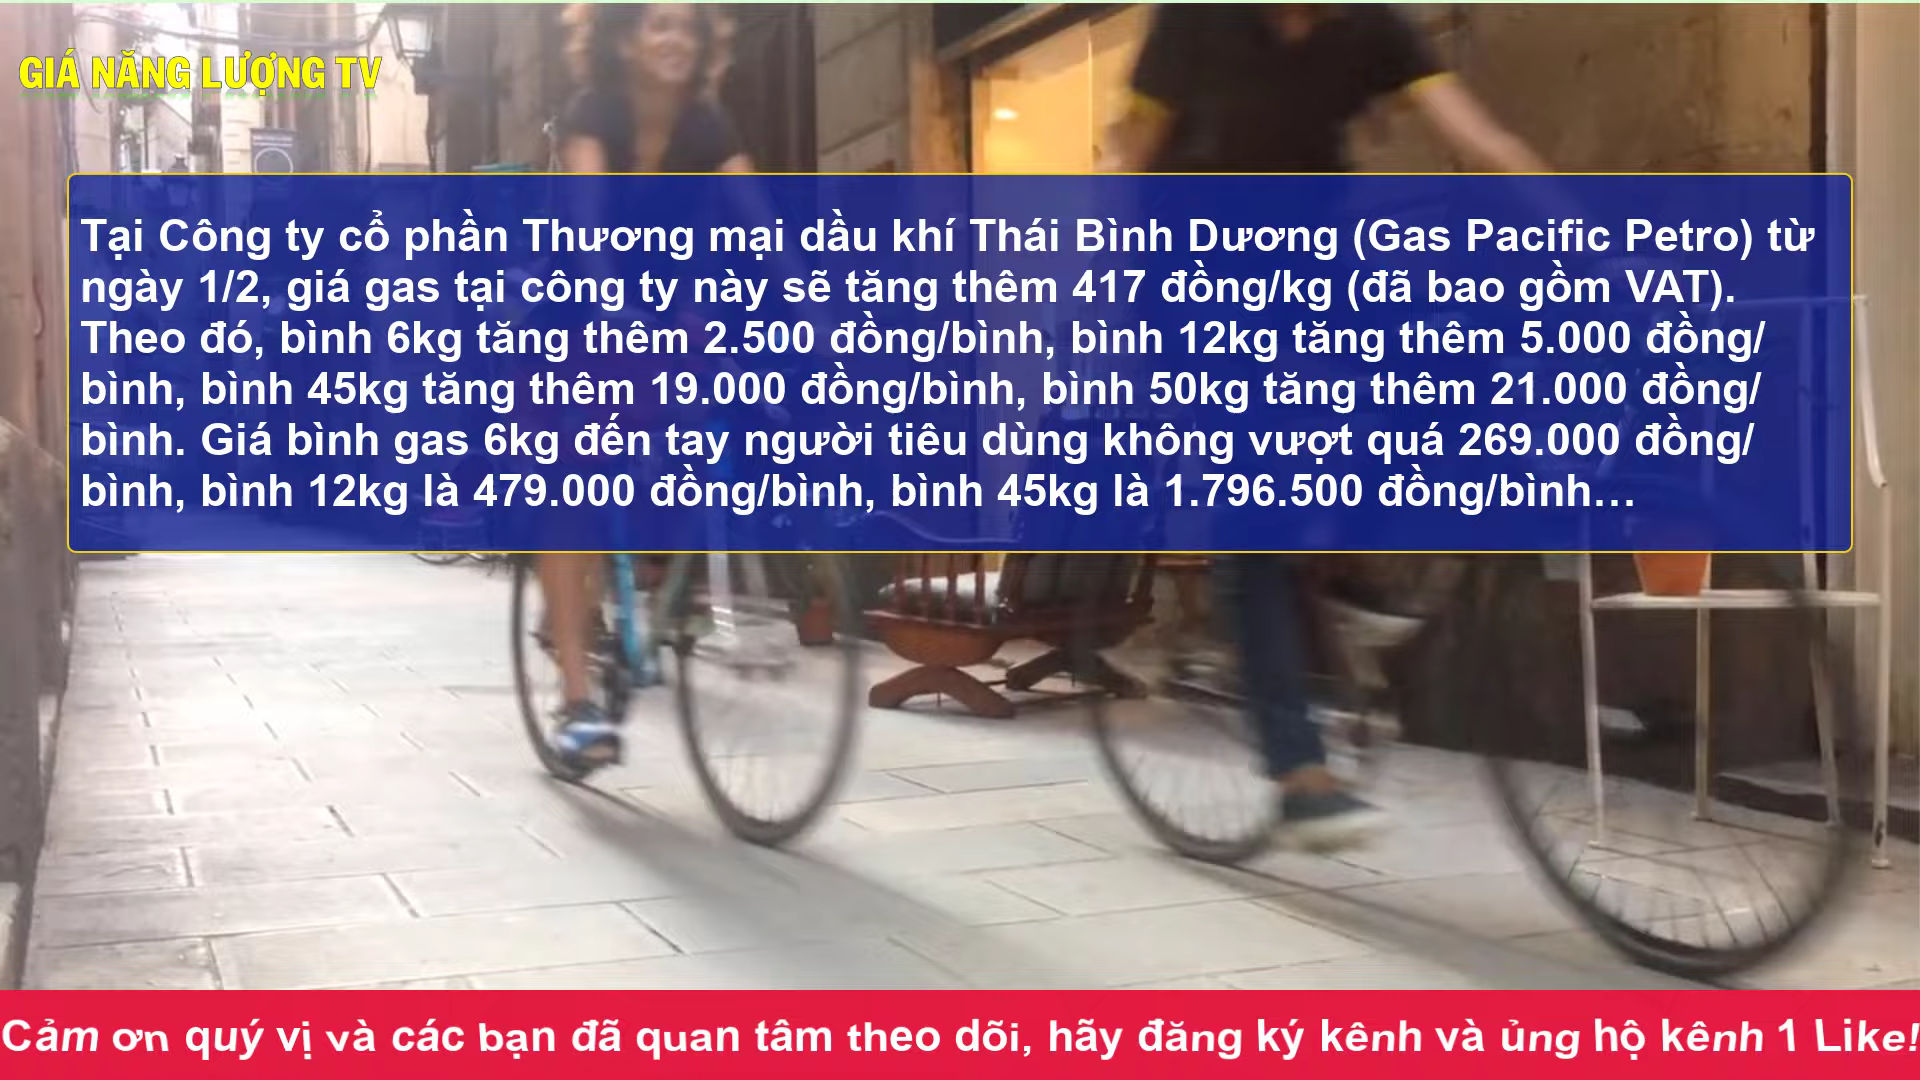 GIÁ NĂNG LƯỢNG TV
Tại Công ty cổ phần Thương mại dầu khí Thái Bình Dương (Gas Pacific Petro) từ
ngày 1/2, giá gas tại công ty này sẽ tăng thêm 417 đồng/kg (đã bao gồm VAT).
Theo đó, bình 6kg tăng thêm 2.500 đồng/bình, bình 12kg tăng thêm 5.000 đồng/
bình, bình 45kg tăng thêm 19.000 đồng/bình, bình 50kg tăng thêm 21.000 đồng/
bình. Giá bình gas 6kg đến tay người tiêu dùng không vượt quá 269.000 đồng/
bình, bình 12kg là 479.000 đồng/bình, bình 45kg là 1.796.500 đồng/bình…
Cảm ơn quý vị và các bạn đã quan tâm theo dõi, hãy đăng ký kênh và ủng hộ kênh 1 Like!